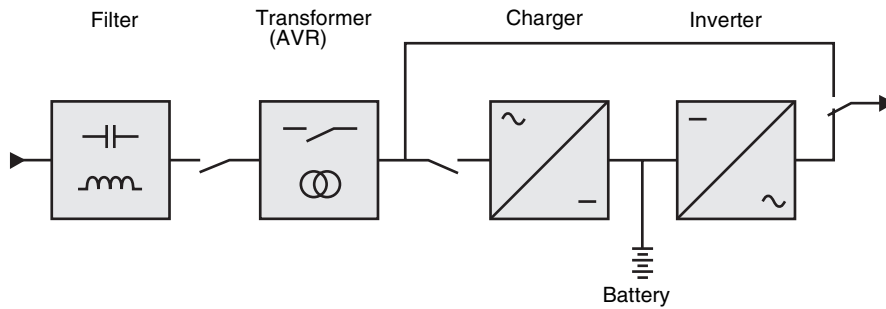 Filter
Transformer
(AVR)
Charger
Inverter
Battery